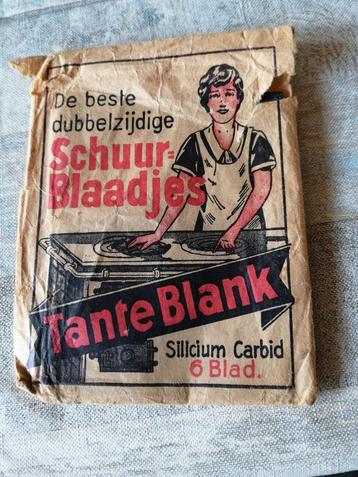 De beste
dubbelzijdige
Schuur=
Blaadjes
Tante Blank
Silicium Carbid
6 Blad.